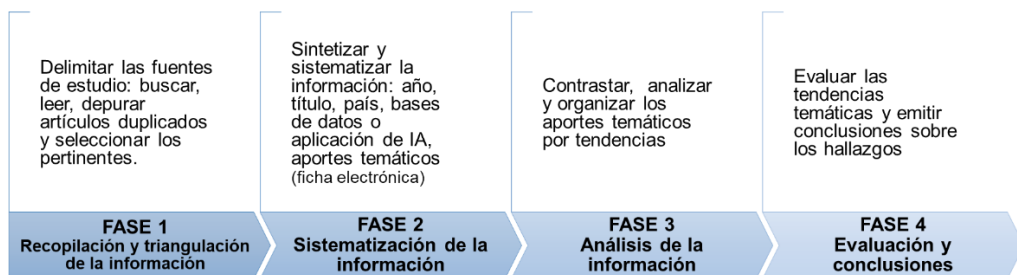 Delimitar las fuentes
de estudio: buscar,
leer, depurar
artículos duplicados
y seleccionar los
pertinentes.
FASE 1
Recopilación y triangulación
de la información
Sintetizar y
sistematizar la
información: año,
título, país, bases
de datos o
aplicación de IA,
aportes temáticos
(ficha electrónica)
FASE 2
Sistematización de la
información
Contrastar, analizar
y organizar los
aportes temáticos
por tendencias
FASE 3
Análisis de la
información
Evaluar las
tendencias
temáticas y emitir
conclusiones sobre
los hallazgos
FASE 4
Evaluación y
conclusiones